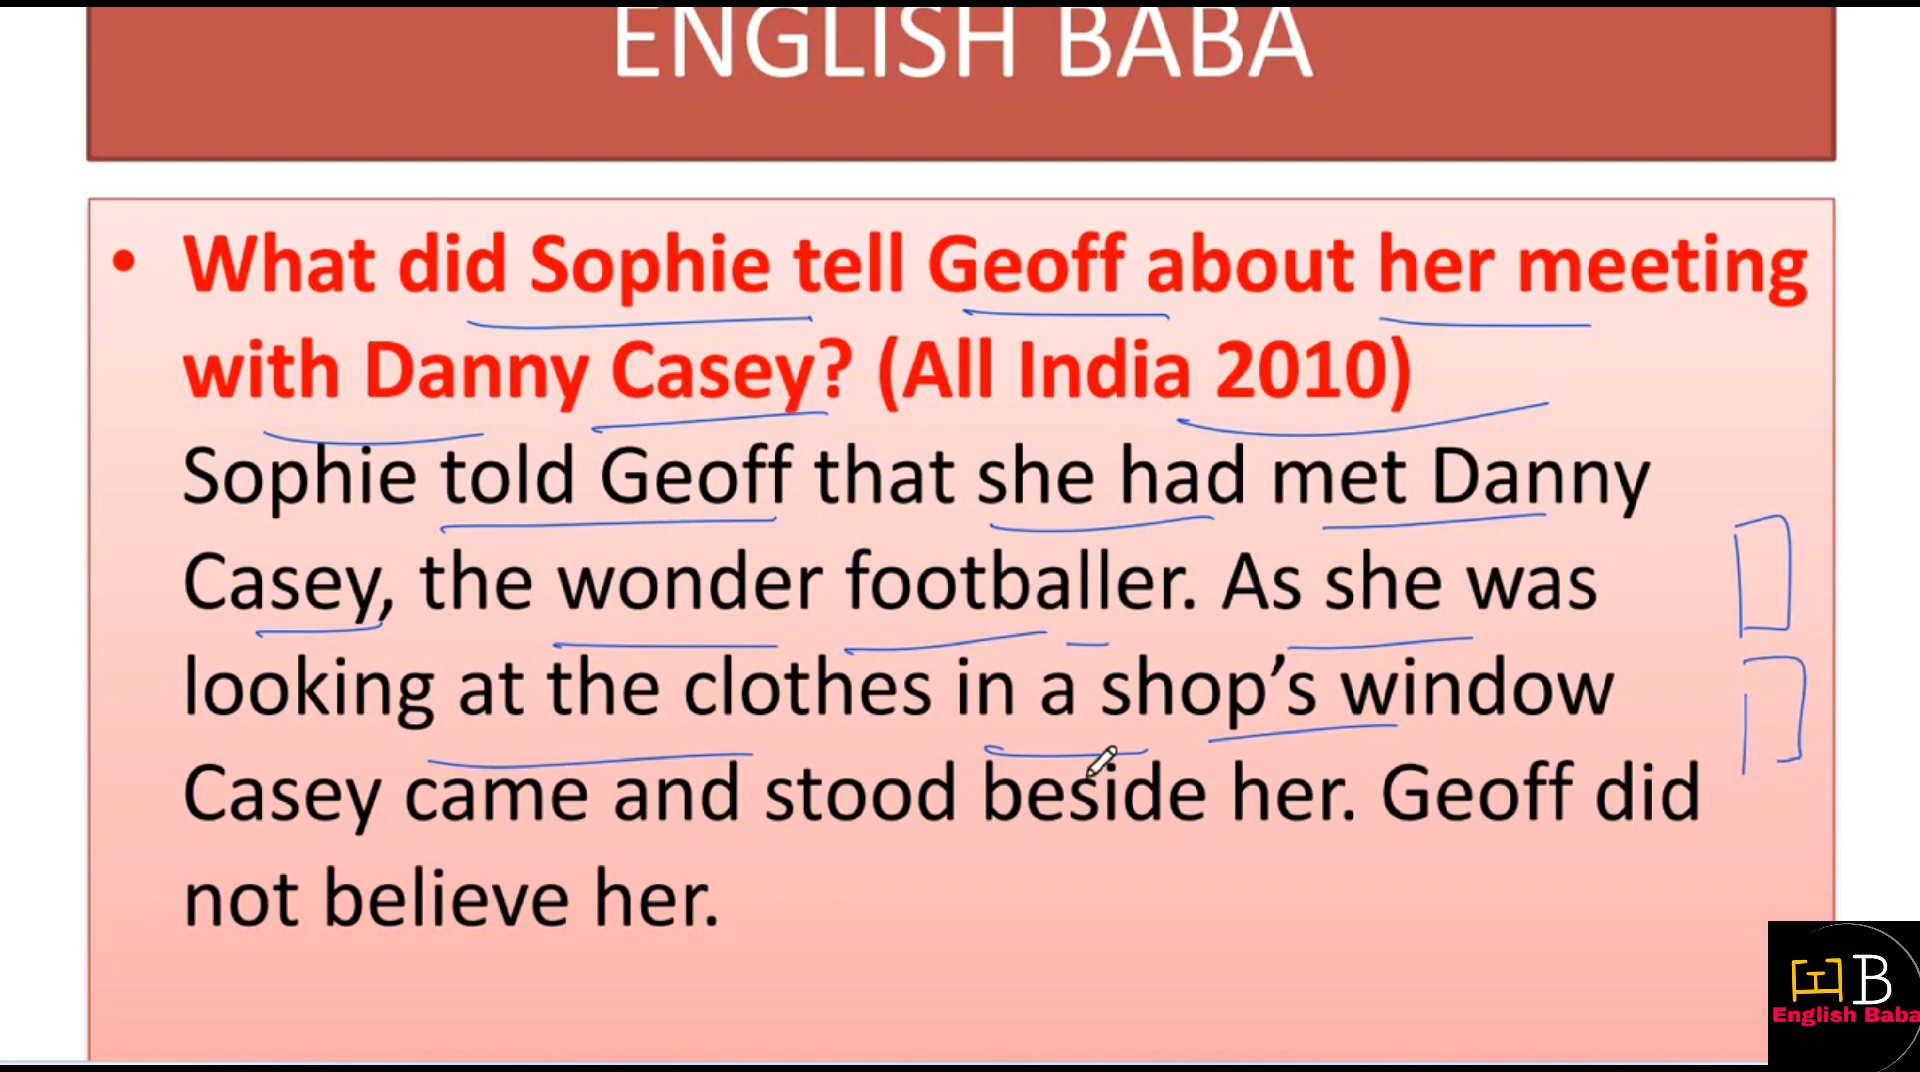 ENGLISH BABA
• What did Sophie tell Geoff about her meeting
with Danny Casey? (All India 2010)
Sophie told Geoff that she had met Danny
Casey, the wonder footballer. As she was
looking at the clothes in a shop’s window
Casey came and stood beside her. Geoff did
not believe her.
B
English Baba